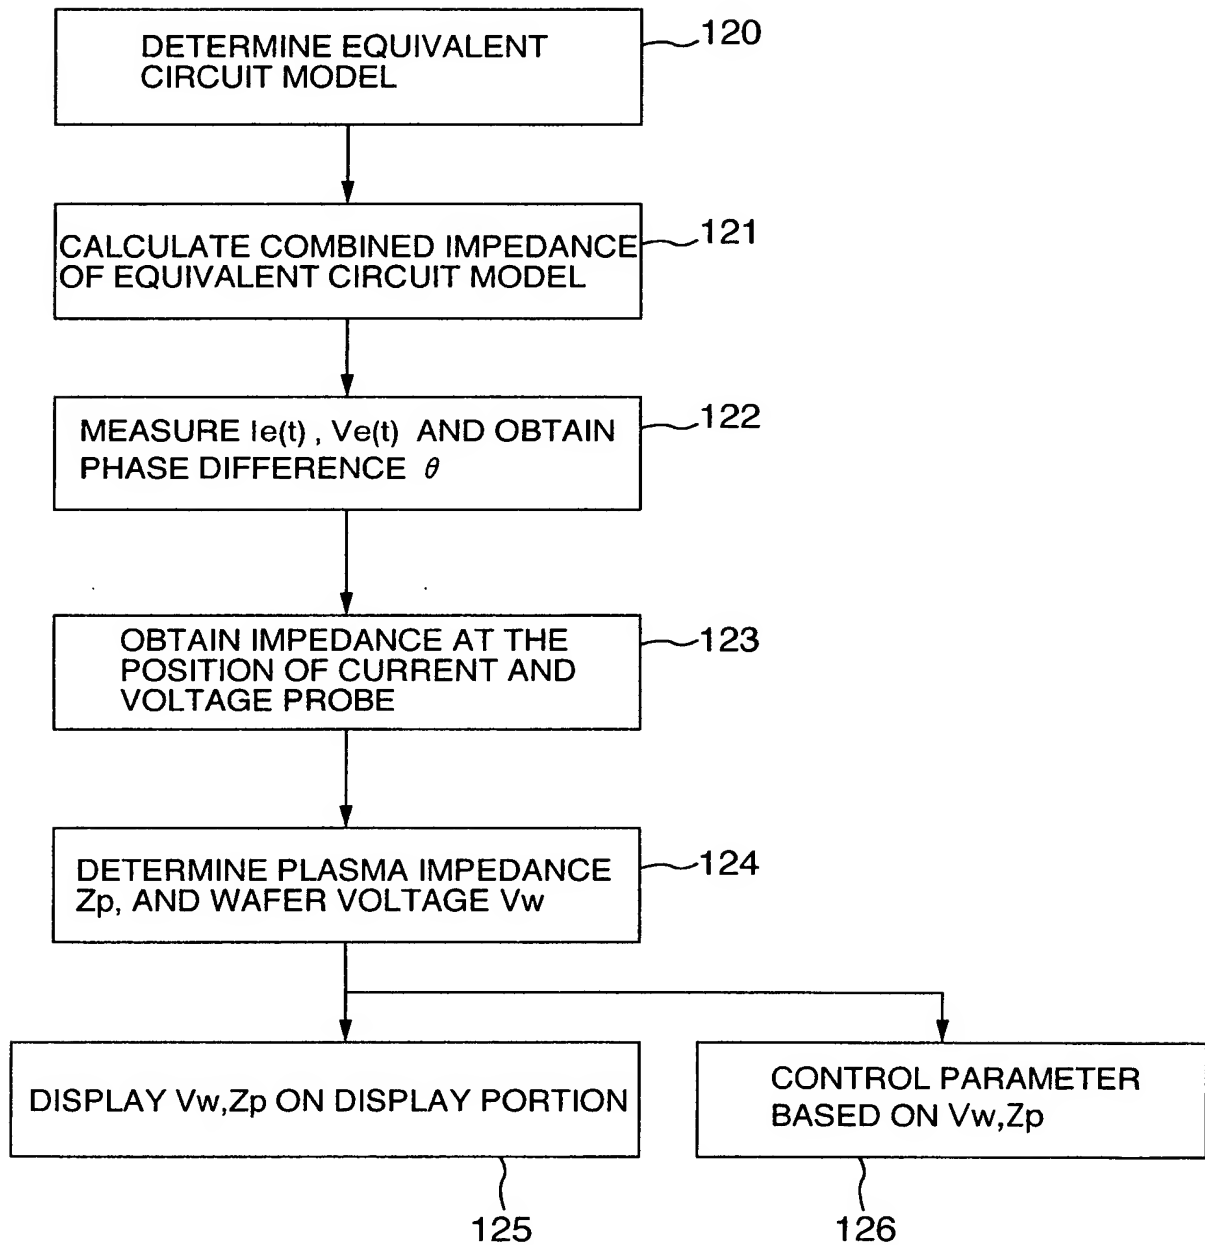 DETERMINE EQUIVALENT
CIRCUIT MODEL
120
CALCULATE COMBINED IMPEDANCE
OF EQUIVALENT CIRCUIT MODEL
121
MEASURE Ie(t) , Ve(t) AND OBTAIN
PHASE DIFFERENCE θ
122
OBTAIN IMPEDANCE AT THE
POSITION OF CURRENT AND
VOLTAGE PROBE
123
DETERMINE PLASMA IMPEDANCE
Zp, AND WAFER VOLTAGE Vw
124
DISPLAY Vw,Zp ON DISPLAY PORTION
125
CONTROL PARAMETER
BASED ON Vw,Zp
126